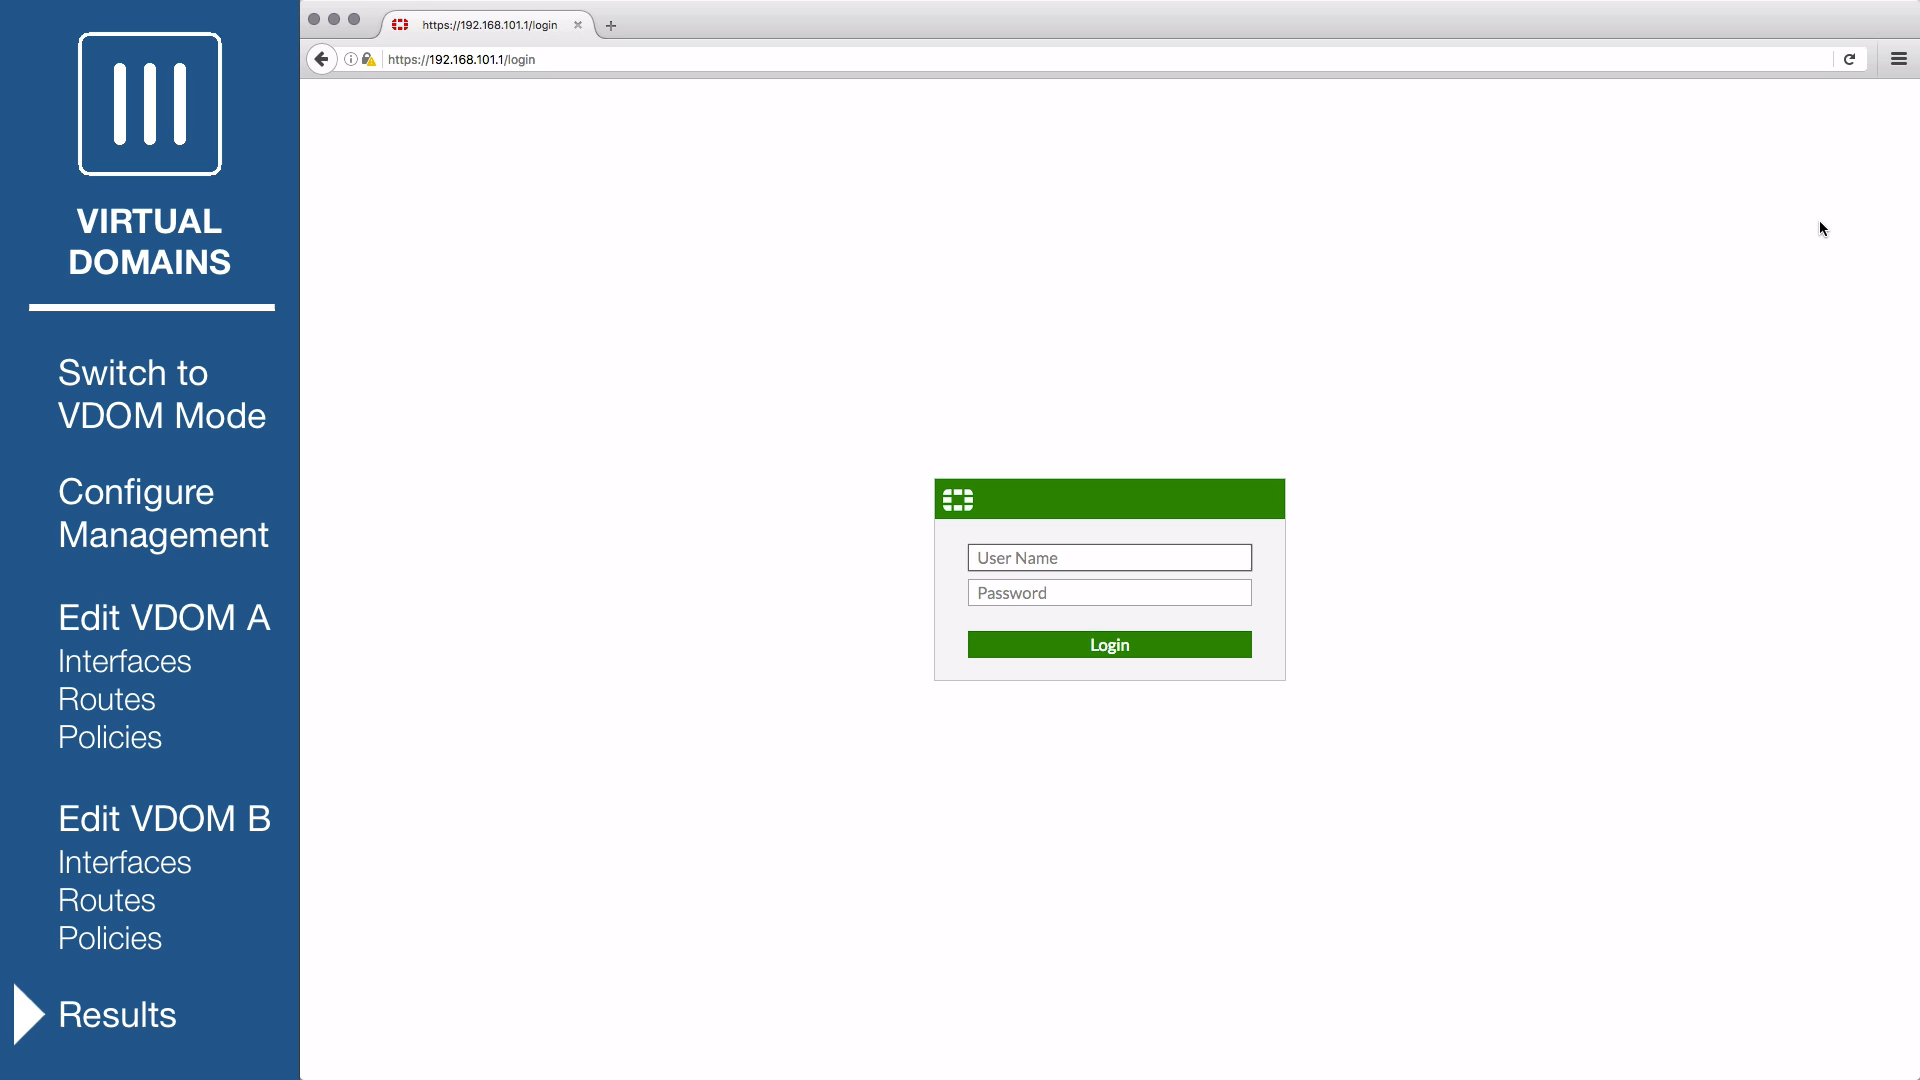 VIRTUAL
DOMAINS
Switch to
VDOM Mode
Configure
Management
Edit VDOM A
Interfaces
Routes
Policies
Edit VDOM B
Interfaces
Routes
Policies
Results
https://192.168.101.1/login
https://192.168.101.1/login
User Name
Password
Login